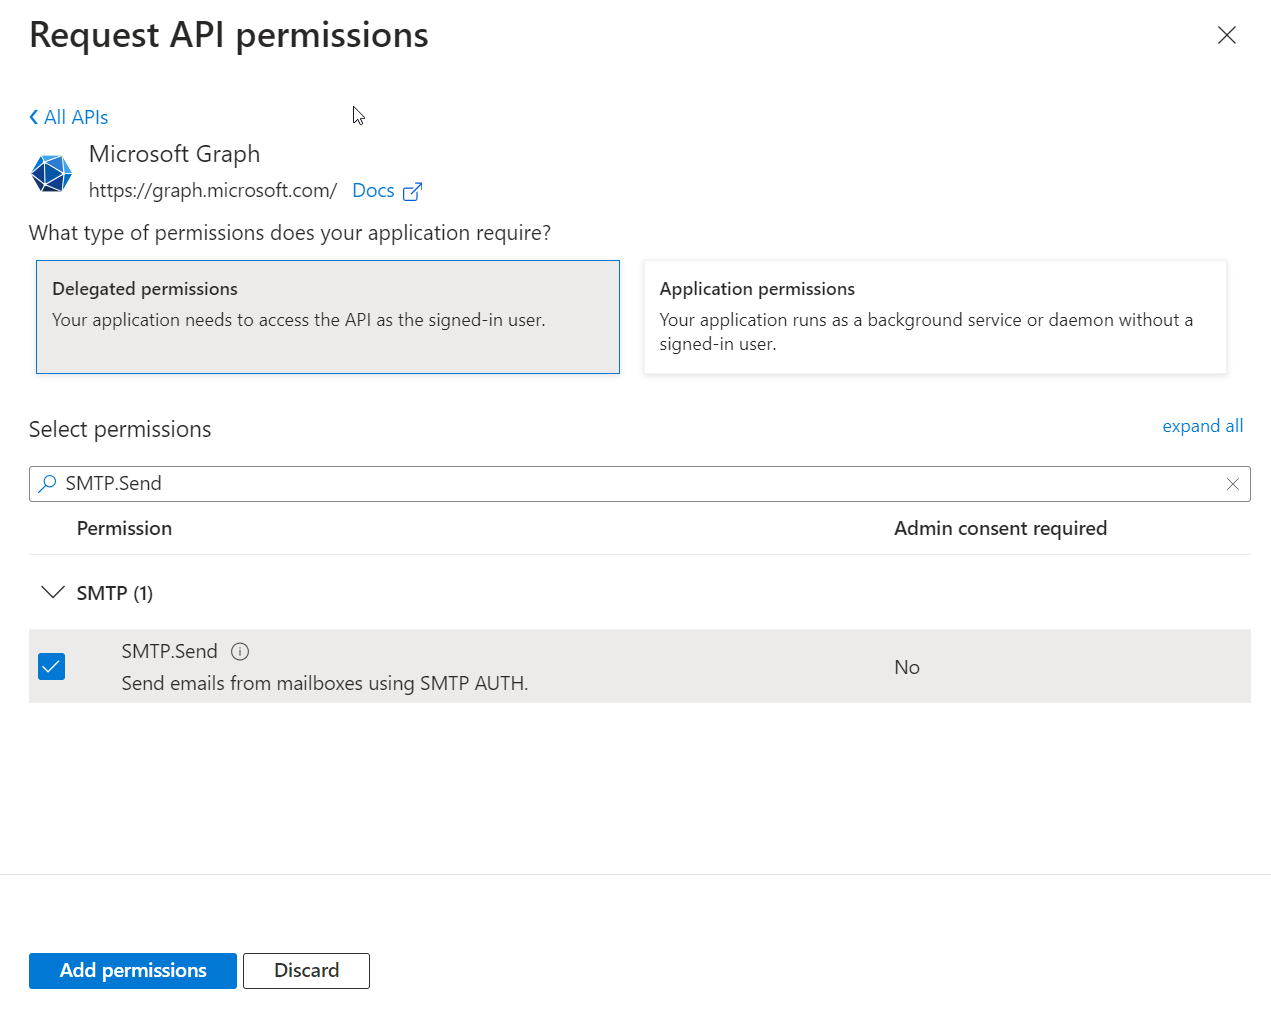 Request API permissions
All APIs
Microsoft Graph
https://graph.microsoft.com/ Docs
What type of permissions does your application require?
Delegated permissions
Your application needs to access the API as the signed-in user.
Application permissions
Your application runs as a background service or daemon without a
signed-in user.
Select permissions
expand all
SMTP.Send
Permission Admin consent required
SMTP (1)
SMTP.Send
Send emails from mailboxes using SMTP AUTH.
No
Add permissions
Discard